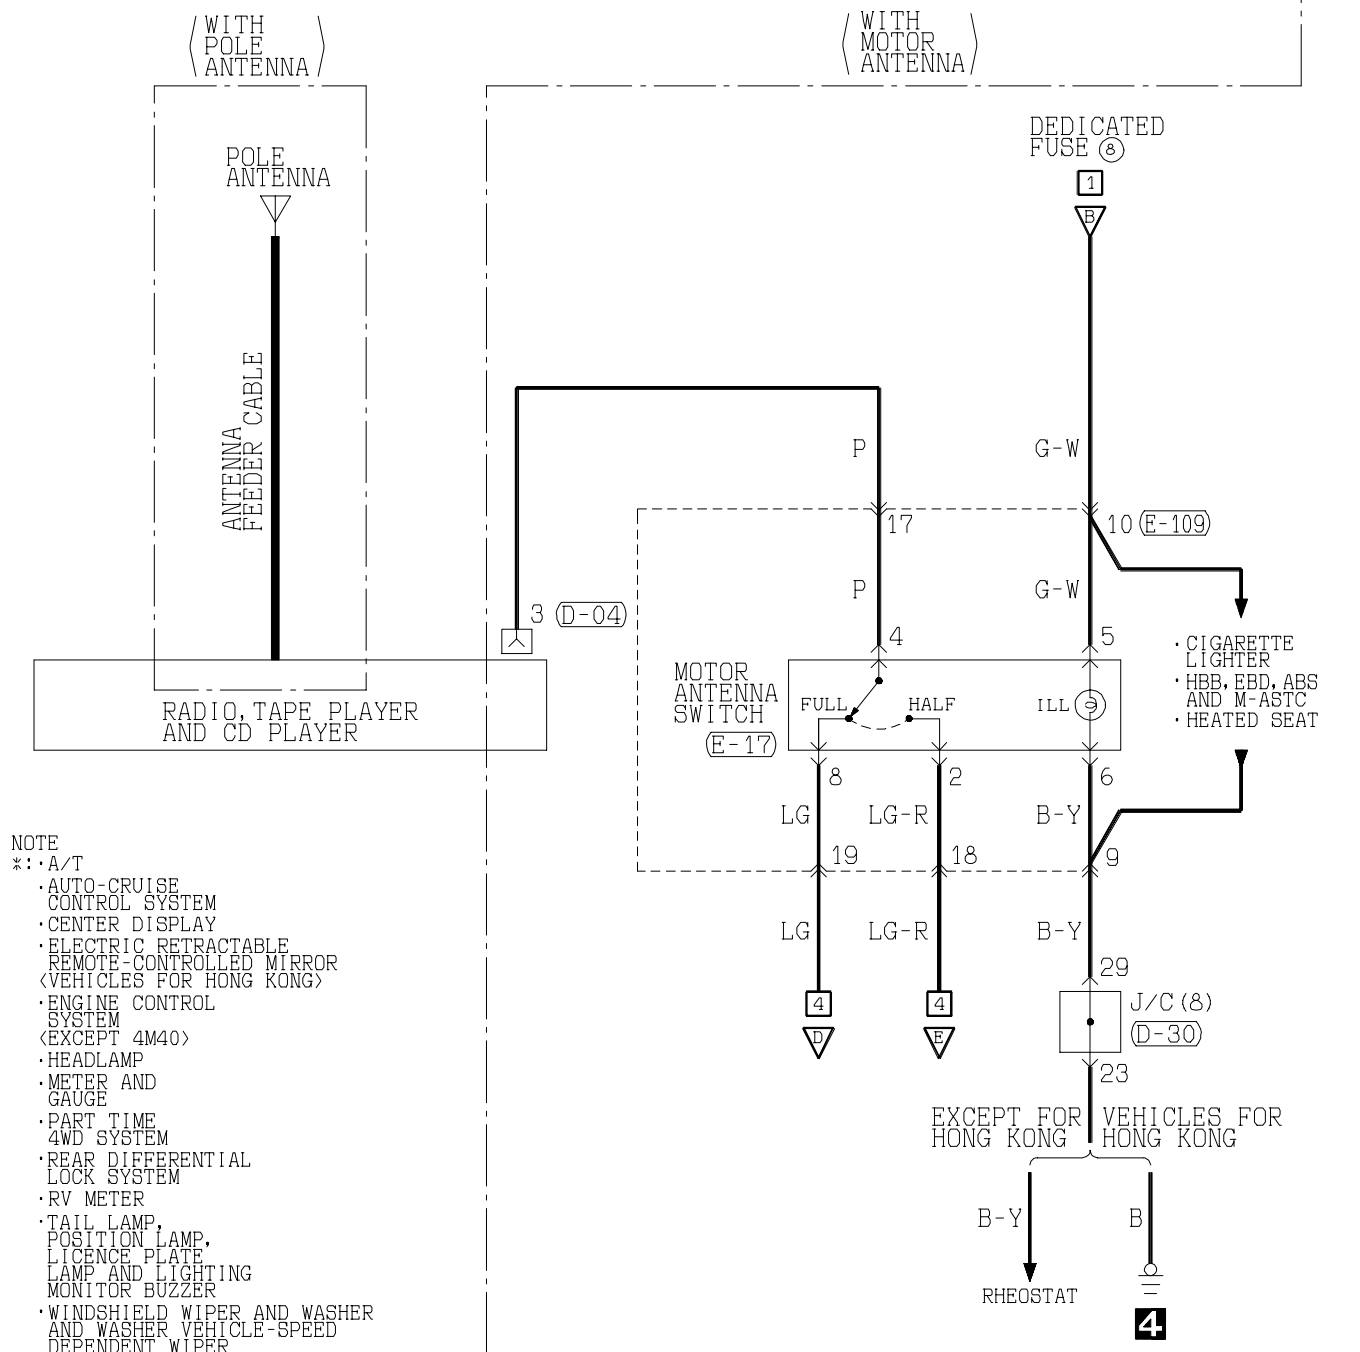 WITH
POLE
ANTENNA
WITH
MOTOR
ANTENNA
DEDICATED
FUSE 8
1
B
POLE
ANTENNA
ANTENNA
FEEDER CABLE
P
G-W
17
10 E-109
P
G-W
3 D-04
4
5
·CIGARETTE
LIGHTER
·HBB, EBD, ABS
AND M-ASTC
·HEATED SEAT
MOTOR
ANTENNA
SWITCH
E-17
FULL
HALF
ILL
RADIO, TAPE PLAYER
AND CD PLAYER
8
2
6
LG
LG-R
B-Y
19
18
9
LG
LG-R
B-Y
29
4
4
J/C (8)
D-30
D
E
23
EXCEPT FOR
HONG KONG
VEHICLES FOR
HONG KONG
B-Y
B
RHEOSTAT
4
NOTE
*:·A/T
·AUTO-CRUISE
CONTROL SYSTEM
·CENTER DISPLAY
·ELECTRIC RETRACTABLE
REMOTE-CONTROLLED MIRROR
<VEHICLES FOR HONG KONG>
·ENGINE CONTROL
SYSTEM
<EXCEPT 4M40>
·HEADLAMP
·METER AND
GAUGE
·PART TIME
4WD SYSTEM
·REAR DIFFERENTIAL
LOCK SYSTEM
·RV METER
·TAIL LAMP,
POSITION LAMP,
LICENCE PLATE
LAMP AND LIGHTING
MONITOR BUZZER
·WINDSHIELD WIPER AND WASHER
AND WASHER VEHICLE-SPEED
DEPENDENT WIPER